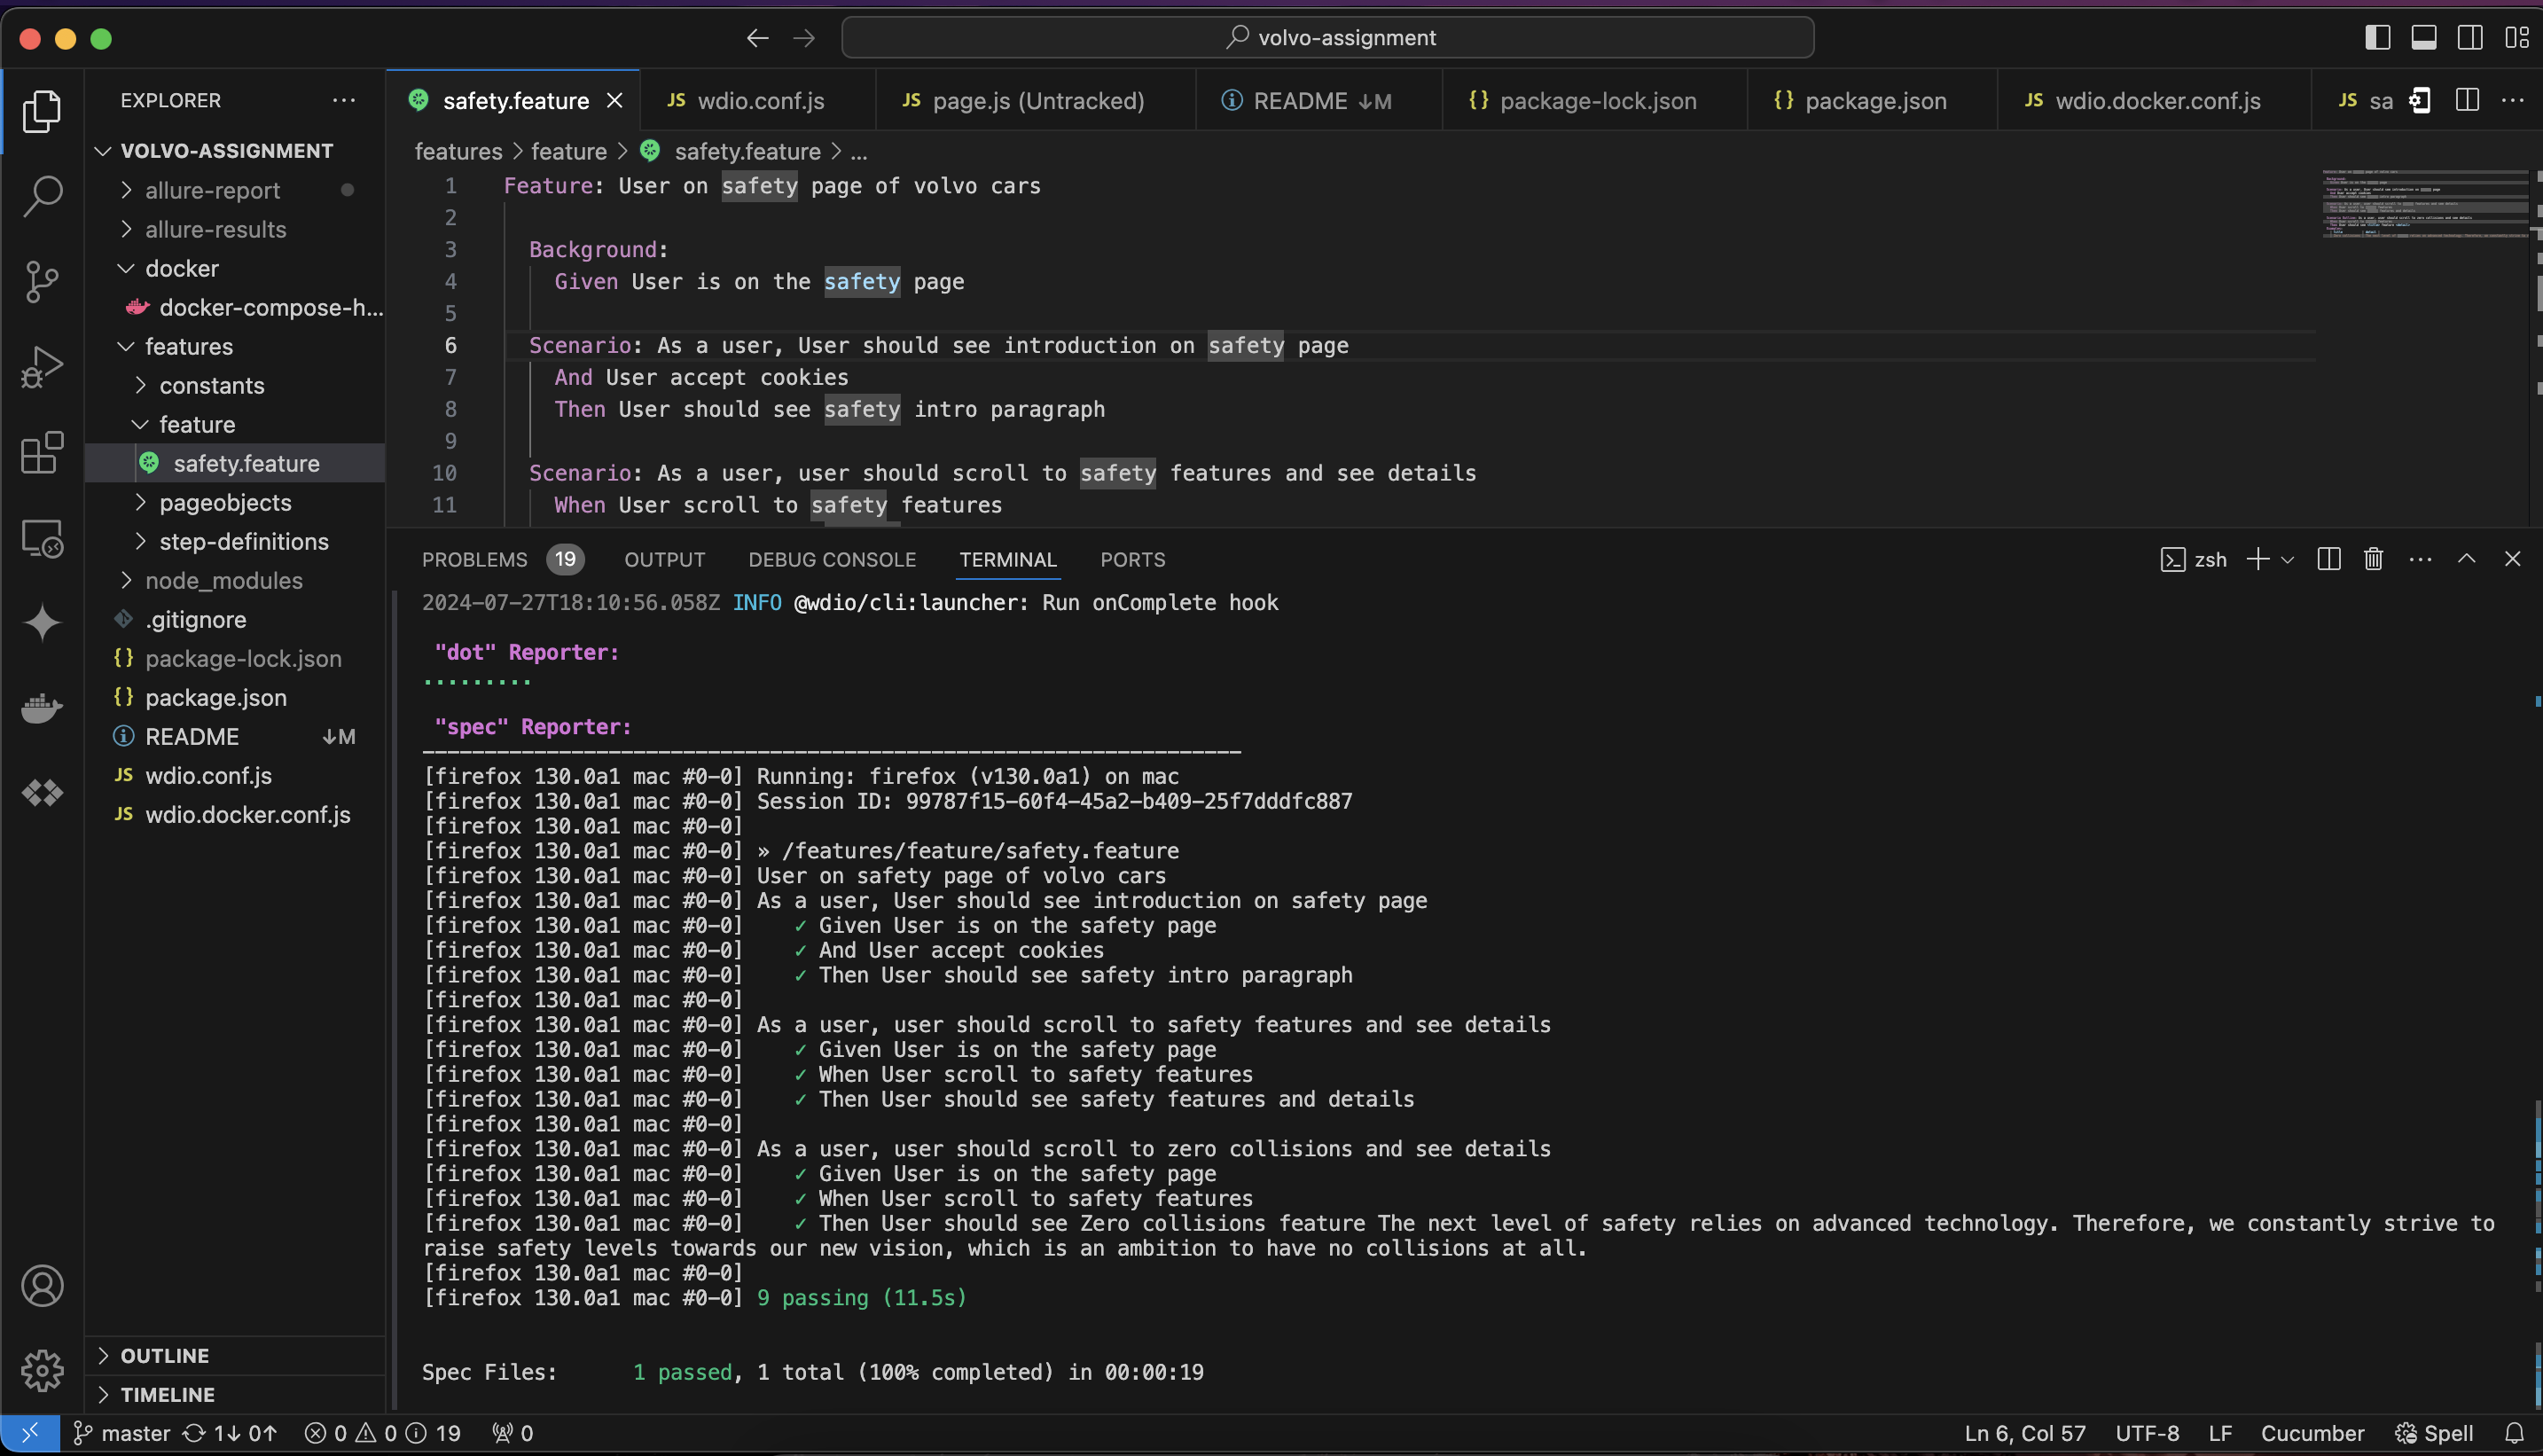 volvo-assignment
EXPLORER
safety.feature
JS wdio.conf.js
JS page.js (Untracked)
README ↓M
{} package-lock.json
{} package.json
JS wdio.docker.conf.js
JS sa
VOLVO-ASSIGNMENT
allure-report
allure-results
docker
docker-compose-h...
features
constants
feature
safety.feature
pageobjects
step-definitions
node_modules
.gitignore
{} package-lock.json
{} package.json
README ↓M
JS wdio.conf.js
JS wdio.docker.conf.js
OUTLINE
TIMELINE
features > feature > safety.feature > ...
1 Feature: User on safety page of volvo cars
2
3 Background:
4 Given User is on the safety page
5
6 Scenario: As a user, User should see introduction on safety page
7 And User accept cookies
8 Then User should see safety intro paragraph
9
10 Scenario: As a user, user should scroll to safety features and see details
11 When User scroll to safety features
PROBLEMS 19 OUTPUT DEBUG CONSOLE TERMINAL PORTS
zsh
2024-07-27T18:10:56.058Z INFO @wdio/cli:launcher: Run onComplete hook
"dot" Reporter:
.........
"spec" Reporter:
------------------------------------------------------------------
[firefox 130.0a1 mac #0-0] Running: firefox (v130.0a1) on mac
[firefox 130.0a1 mac #0-0] Session ID: 99787f15-60f4-45a2-b409-25f7dddfc887
[firefox 130.0a1 mac #0-0]
[firefox 130.0a1 mac #0-0] » /features/feature/safety.feature
[firefox 130.0a1 mac #0-0] User on safety page of volvo cars
[firefox 130.0a1 mac #0-0] As a user, User should see introduction on safety page
[firefox 130.0a1 mac #0-0] ✓ Given User is on the safety page
[firefox 130.0a1 mac #0-0] ✓ And User accept cookies
[firefox 130.0a1 mac #0-0] ✓ Then User should see safety intro paragraph
[firefox 130.0a1 mac #0-0]
[firefox 130.0a1 mac #0-0] As a user, user should scroll to safety features and see details
[firefox 130.0a1 mac #0-0] ✓ Given User is on the safety page
[firefox 130.0a1 mac #0-0] ✓ When User scroll to safety features
[firefox 130.0a1 mac #0-0] ✓ Then User should see safety features and details
[firefox 130.0a1 mac #0-0]
[firefox 130.0a1 mac #0-0] As a user, user should scroll to zero collisions and see details
[firefox 130.0a1 mac #0-0] ✓ Given User is on the safety page
[firefox 130.0a1 mac #0-0] ✓ When User scroll to safety features
[firefox 130.0a1 mac #0-0] ✓ Then User should see Zero collisions feature The next level of safety relies on advanced technology. Therefore, we constantly strive to
raise safety levels towards our new vision, which is an ambition to have no collisions at all.
[firefox 130.0a1 mac #0-0]
[firefox 130.0a1 mac #0-0] 9 passing (11.5s)
Spec Files: 1 passed, 1 total (100% completed) in 00:00:19
master 1↓ 0↑ 0 0 19 0
Ln 6, Col 57 UTF-8 LF Cucumber Spell